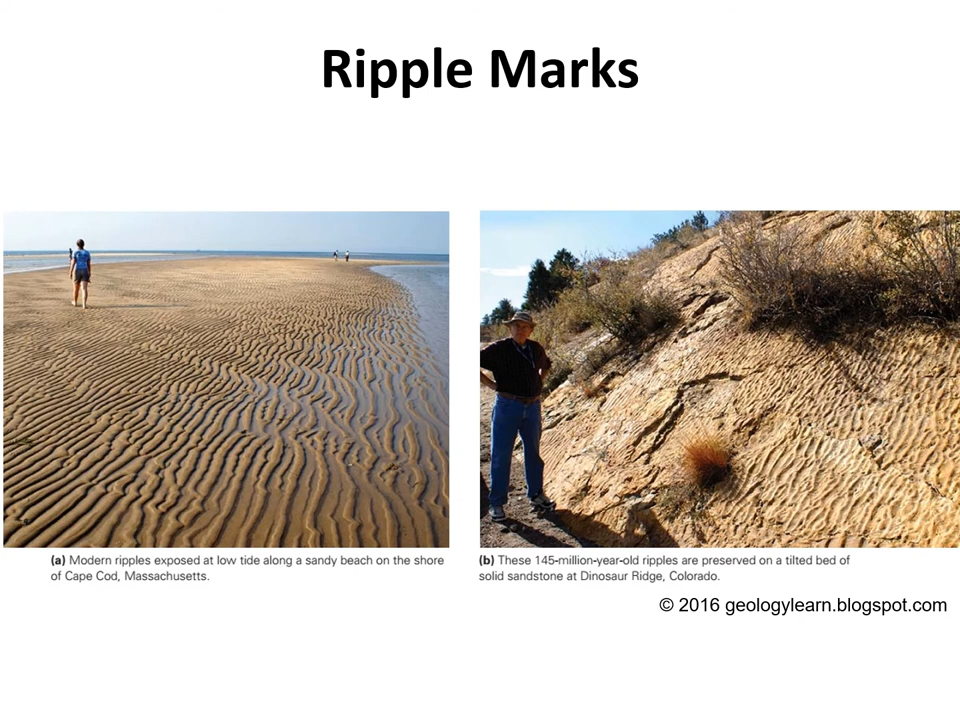 Ripple Marks
(a) Modern ripples exposed at low tide along a sandy beach on the shore
of Cape Cod, Massachusetts.
(b) These 145-million-year-old ripples are preserved on a tilted bed of
solid sandstone at Dinosaur Ridge, Colorado.
© 2016 geologylearn.blogspot.com